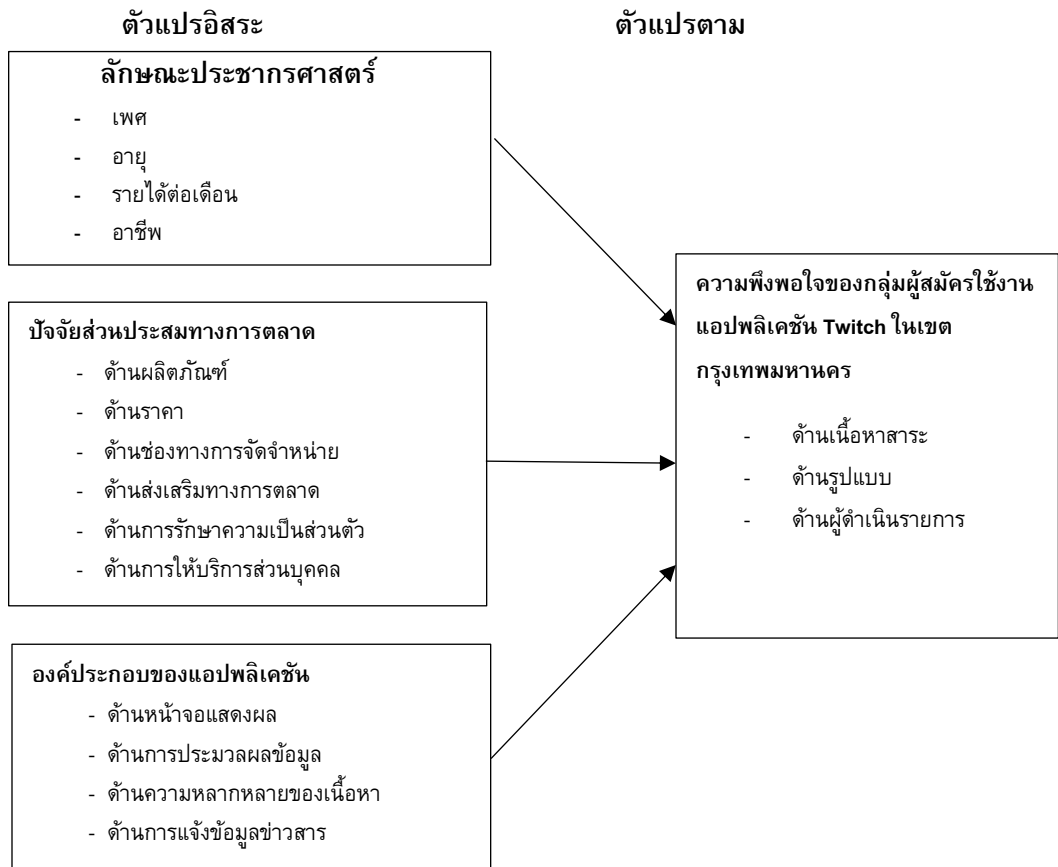 ตัวแปรอิสระ
ตัวแปรตาม
ลักษณะประชากรศาสตร์
- เพศ
- อายุ
- รายได้ต่อเดือน
- อาชีพ
ปัจจัยส่วนประสมทางการตลาด
- ด้านผลิตภัณฑ์
- ด้านราคา
- ด้านช่องทางการจัดจำหน่าย
- ด้านส่งเสริมทางการตลาด
- ด้านการรักษาความเป็นส่วนตัว
- ด้านการให้บริการส่วนบุคคล
องค์ประกอบของแอปพลิเคชัน
- ด้านหน้าจอแสดงผล
- ด้านการประมวลผลข้อมูล
- ด้านความหลากหลายของเนื้อหา
- ด้านการแจ้งข้อมูลข่าวสาร
ความพึงพอใจของกลุ่มผู้สมัครใช้งาน
แอปพลิเคชัน Twitch ในเขต
กรุงเทพมหานคร
- ด้านเนื้อหาสาระ
- ด้านรูปแบบ
- ด้านผู้ดำเนินรายการ